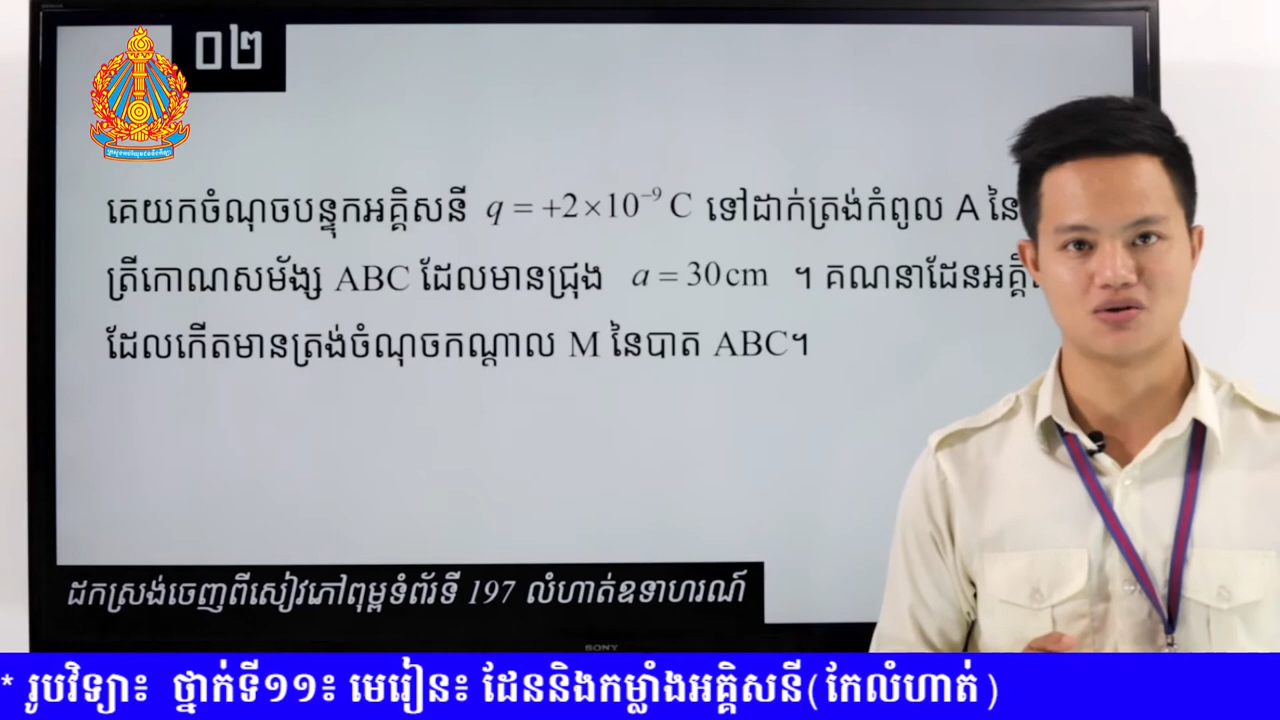 SONY
០២
គេយកចំណុចបន្ទុកអគ្គិសនី q = +2×10⁻⁹ C ទៅដាក់ត្រង់កំពូល A នៃ
ត្រីកោណសម័ង្ស ABC ដែលមានជ្រុង a = 30 cm ។ គណនាដែនអគ្គិ
ដែលកើតមានត្រង់ចំណុចកណ្តាល M នៃបាត ABC។
ដកស្រង់ចេញពីសៀវភៅពុម្ពទំព័រទី 197 លំហាត់ឧទាហរណ៍
SONY
* រូបវិទ្យា៖ ថ្នាក់ទី១១៖ មេរៀន៖ ដែននិងកម្លាំងអគ្គិសនី(កែលំហាត់)